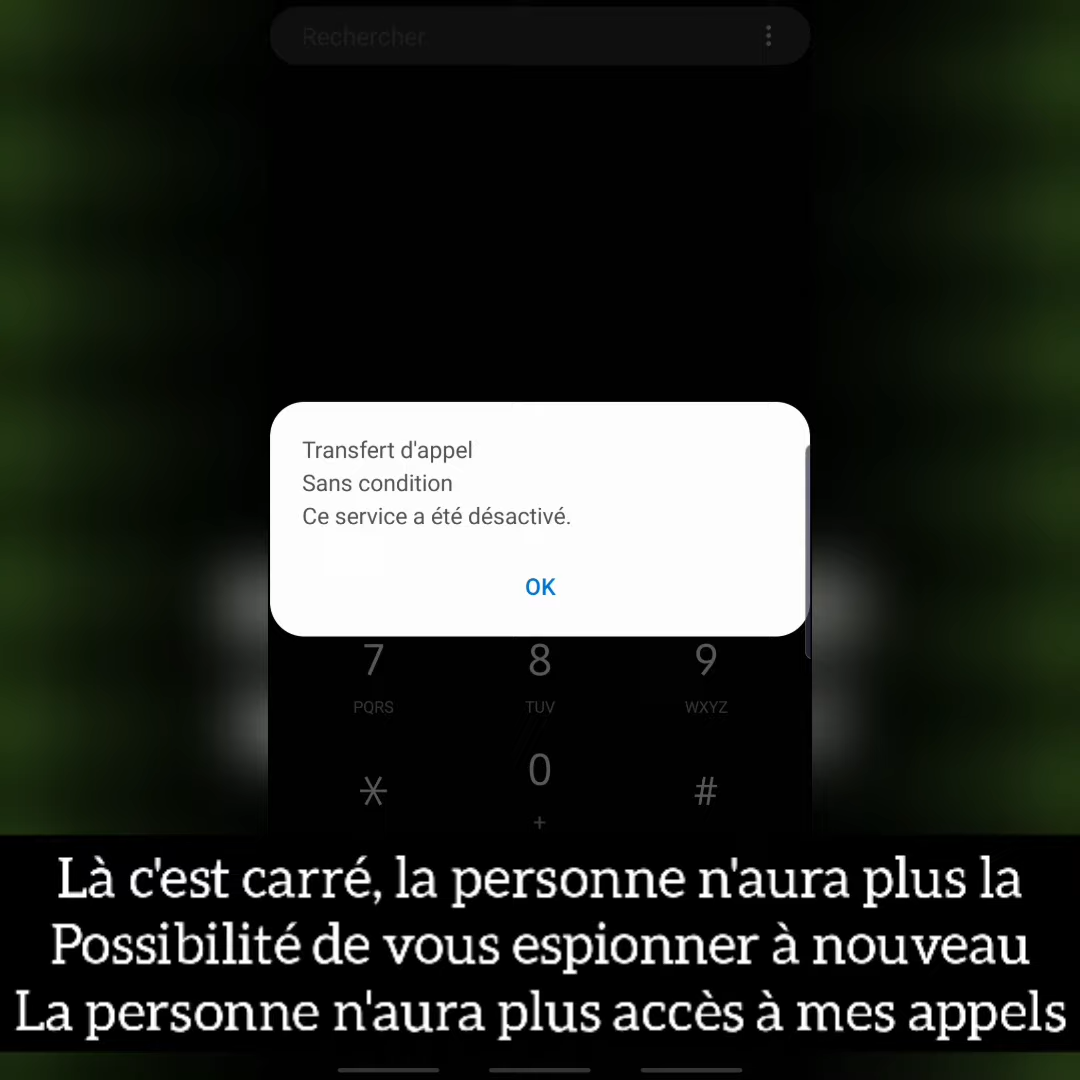 Rechercher
Transfert d'appel
Sans condition
Ce service a été désactivé.
OK
7 8 9
PQRS TUV WXYZ
0
* #
+
Là c'est carré, la personne n'aura plus la
Possibilité de vous espionner à nouveau
La personne n'aura plus accès à mes appels